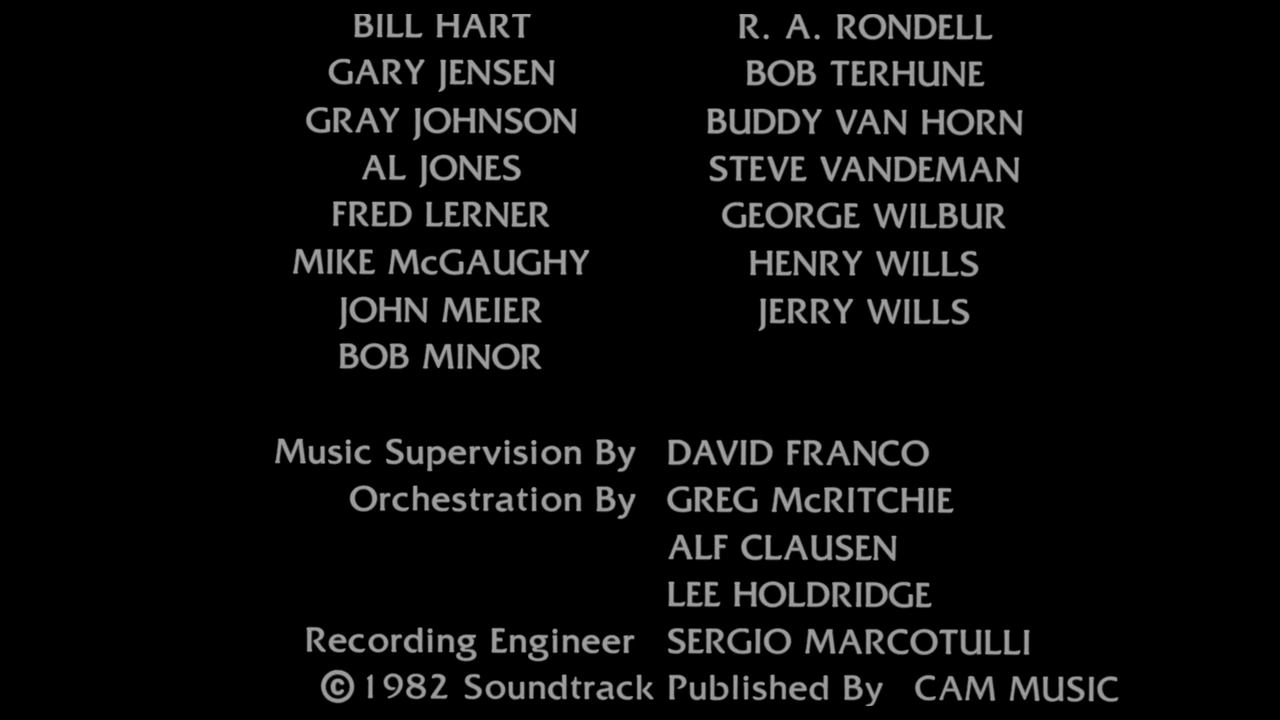 BILL HART R. A. RONDELL
GARY JENSEN BOB TERHUNE
GRAY JOHNSON BUDDY VAN HORN
AL JONES STEVE VANDEMAN
FRED LERNER GEORGE WILBUR
MIKE McGAUGHY HENRY WILLS
JOHN MEIER JERRY WILLS
BOB MINOR
Music Supervision By DAVID FRANCO
Orchestration By GREG McRITCHIE
ALF CLAUSEN
LEE HOLDRIDGE
Recording Engineer SERGIO MARCOTULLI
©1982 Soundtrack Published By CAM MUSIC